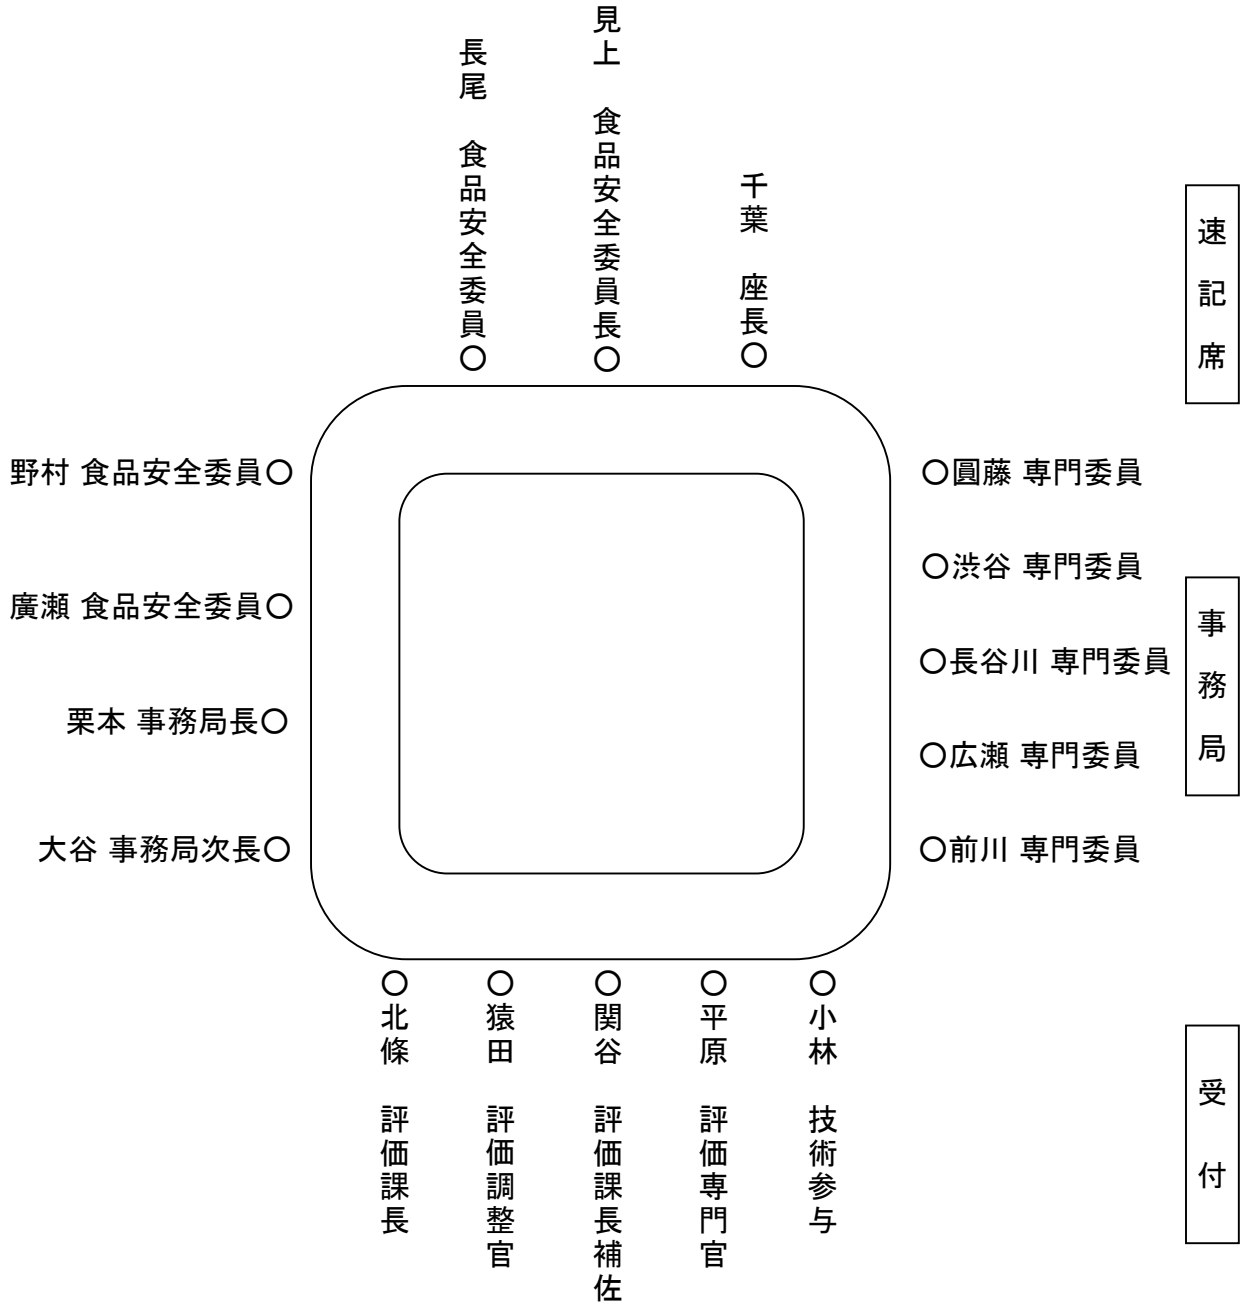 長尾 食品安全委員○
見上 食品安全委員長○
千葉 座長○
速記席
野村 食品安全委員○
廣瀬 食品安全委員○
栗本 事務局長○
大谷 事務局次長○
○圓藤 専門委員
○渋谷 専門委員
○長谷川 専門委員
○広瀬 専門委員
○前川 専門委員
事務局
○北條 評価課長
○猿田 評価調整官
○関谷 評価課長補佐
○平原 評価専門官
○小林 技術参与
受付